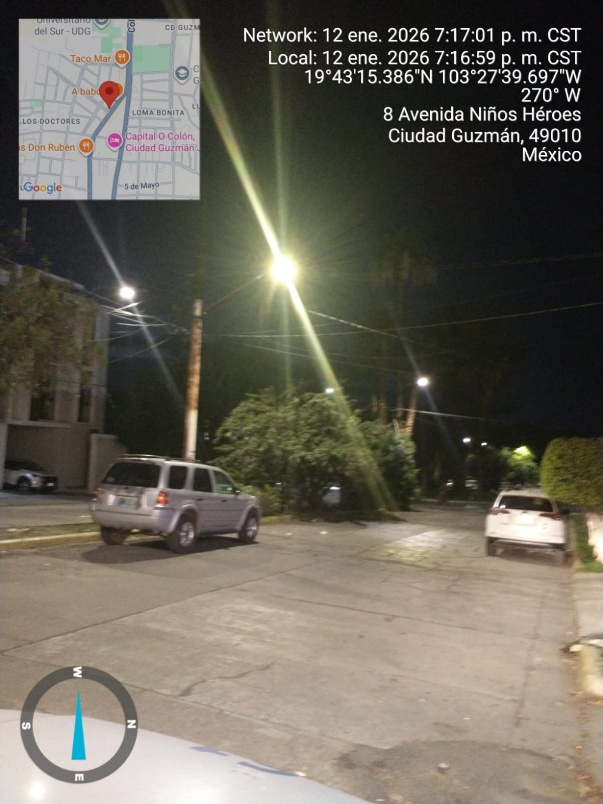 Network: 12 ene. 2026 7:17:01 p. m. CST
Local: 12 ene. 2026 7:16:59 p. m. CST
19°43'15.386"N 103°27'39.697"W
270° W
8 Avenida Niños Héroes
Ciudad Guzmán, 49010
México
Universitario
del Sur - UDG
CD GUZM
Taco Mar
A babo
LOMA BONITA
LOS DOCTORES
Capital O Colón,
Ciudad Guzmán
as Don Rubén
5 de Mayo
Google
W
N
S
E